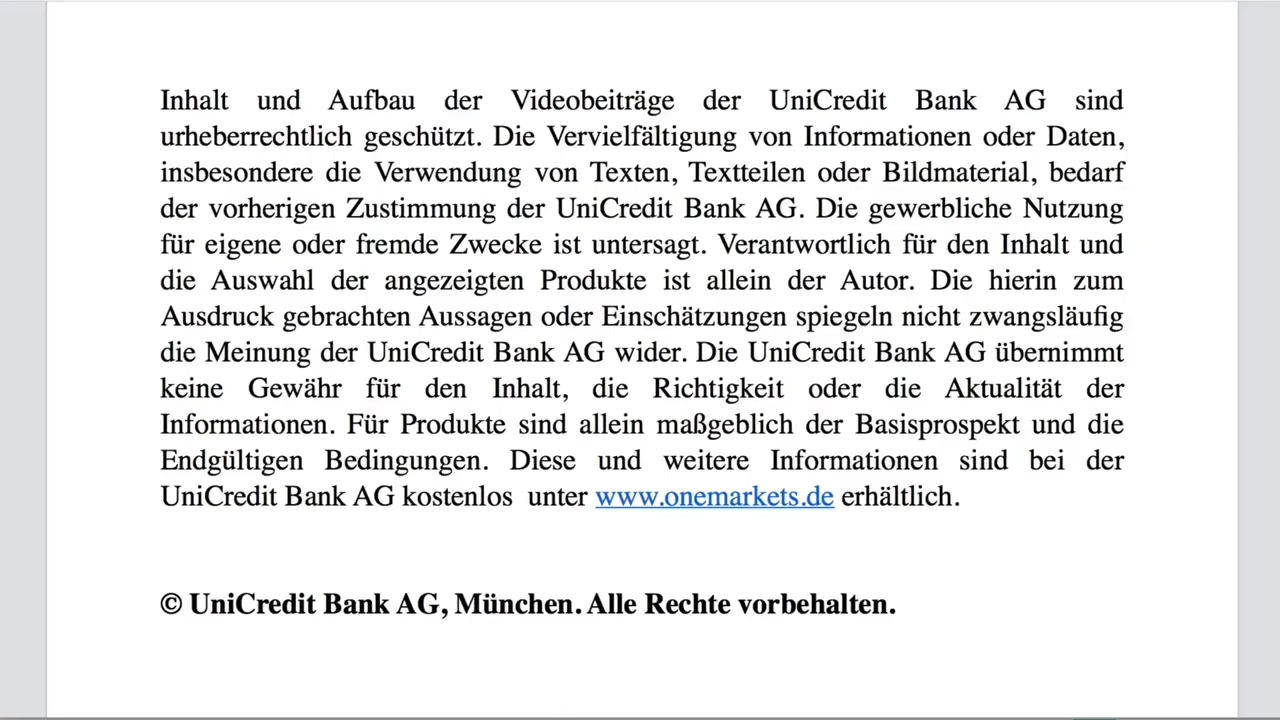 Inhalt und Aufbau der Videobeiträge der UniCredit Bank AG sind
urheberrechtlich geschützt. Die Vervielfältigung von Informationen oder Daten,
insbesondere die Verwendung von Texten, Textteilen oder Bildmaterial, bedarf
der vorherigen Zustimmung der UniCredit Bank AG. Die gewerbliche Nutzung
für eigene oder fremde Zwecke ist untersagt. Verantwortlich für den Inhalt und
die Auswahl der angezeigten Produkte ist allein der Autor. Die hierin zum
Ausdruck gebrachten Aussagen oder Einschätzungen spiegeln nicht zwangsläufig
die Meinung der UniCredit Bank AG wider. Die UniCredit Bank AG übernimmt
keine Gewähr für den Inhalt, die Richtigkeit oder die Aktualität der
Informationen. Für Produkte sind allein maßgeblich der Basisprospekt und die
Endgültigen Bedingungen. Diese und weitere Informationen sind bei der
UniCredit Bank AG kostenlos unter www.onemarkets.de erhältlich.
© UniCredit Bank AG, München. Alle Rechte vorbehalten.